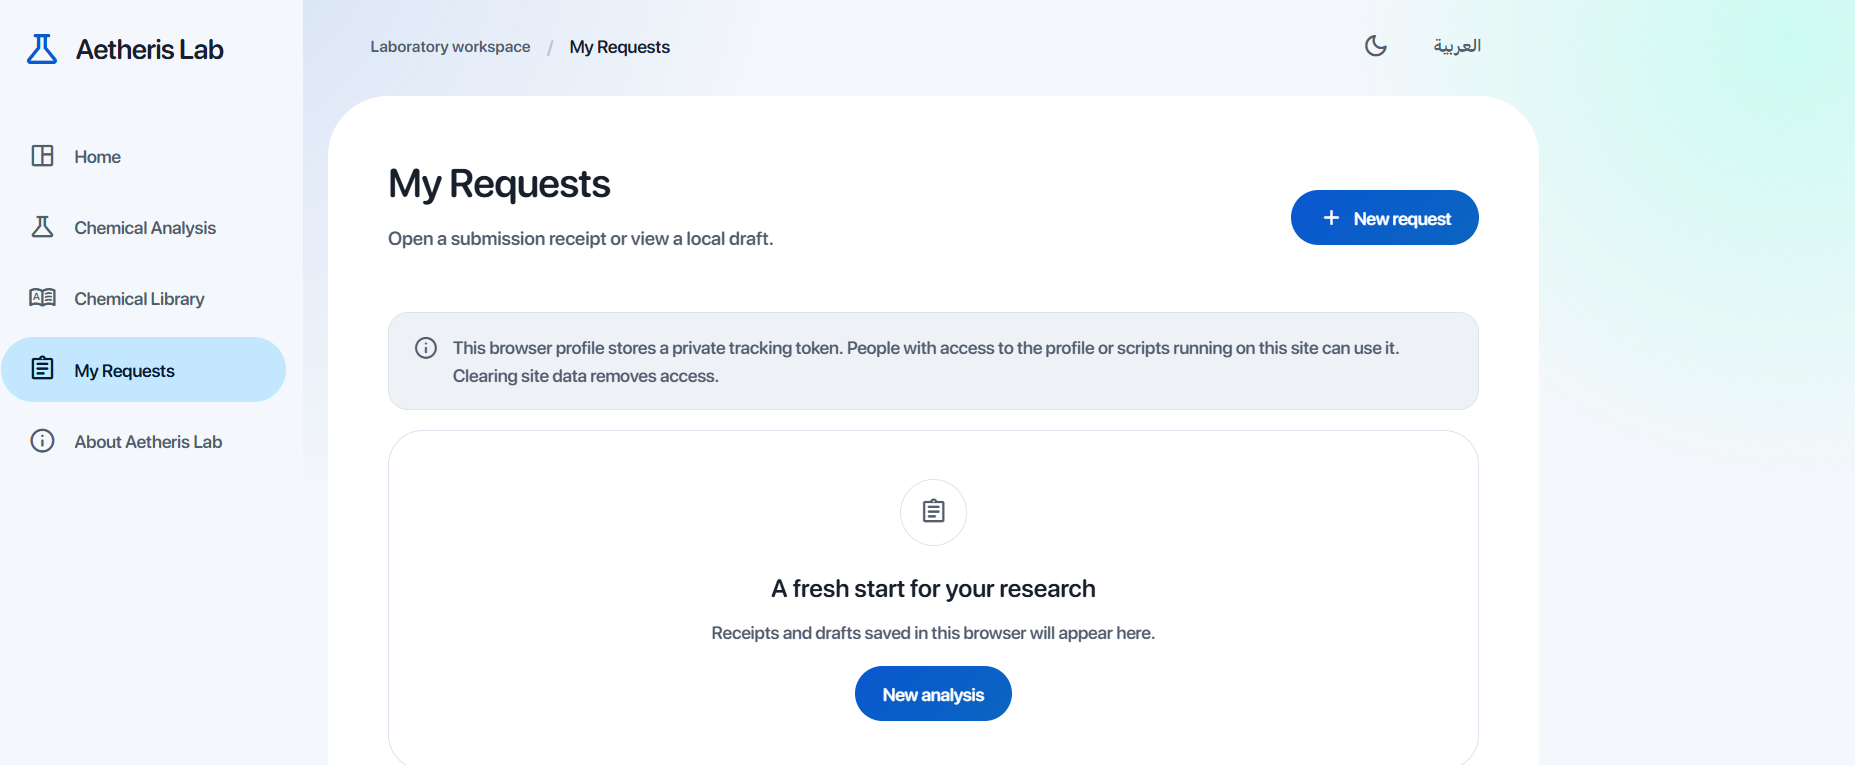 Aetheris Lab
Home
Chemical Analysis
Chemical Library
My Requests
About Aetheris Lab
Laboratory workspace / My Requests
العربية
My Requests
Open a submission receipt or view a local draft.
+ New request
This browser profile stores a private tracking token. People with access to the profile or scripts running on this site can use it.
Clearing site data removes access.
A fresh start for your research
Receipts and drafts saved in this browser will appear here.
New analysis